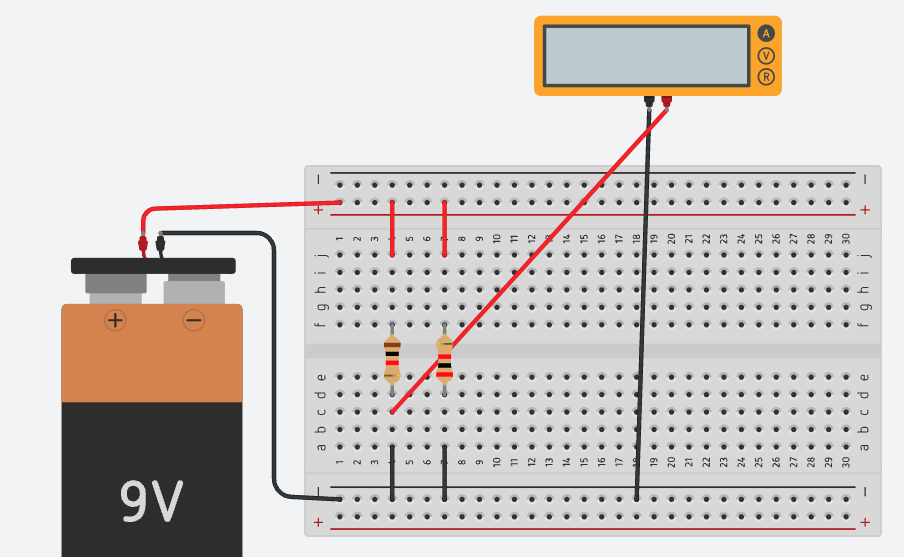 A
V
R
− −
+ +
1 2 3 4 5 6 7 8 9 10 11 12 13 14 15 16 17 18 19 20 21 22 23 24 25 26 27 28 29 30
j j
i i
h h
g g
f f
+ −
e e
d d
c c
b b
a a
1 2 3 4 5 6 7 8 9 10 11 12 13 14 15 16 17 18 19 20 21 22 23 24 25 26 27 28 29 30
− −
9V
+ +